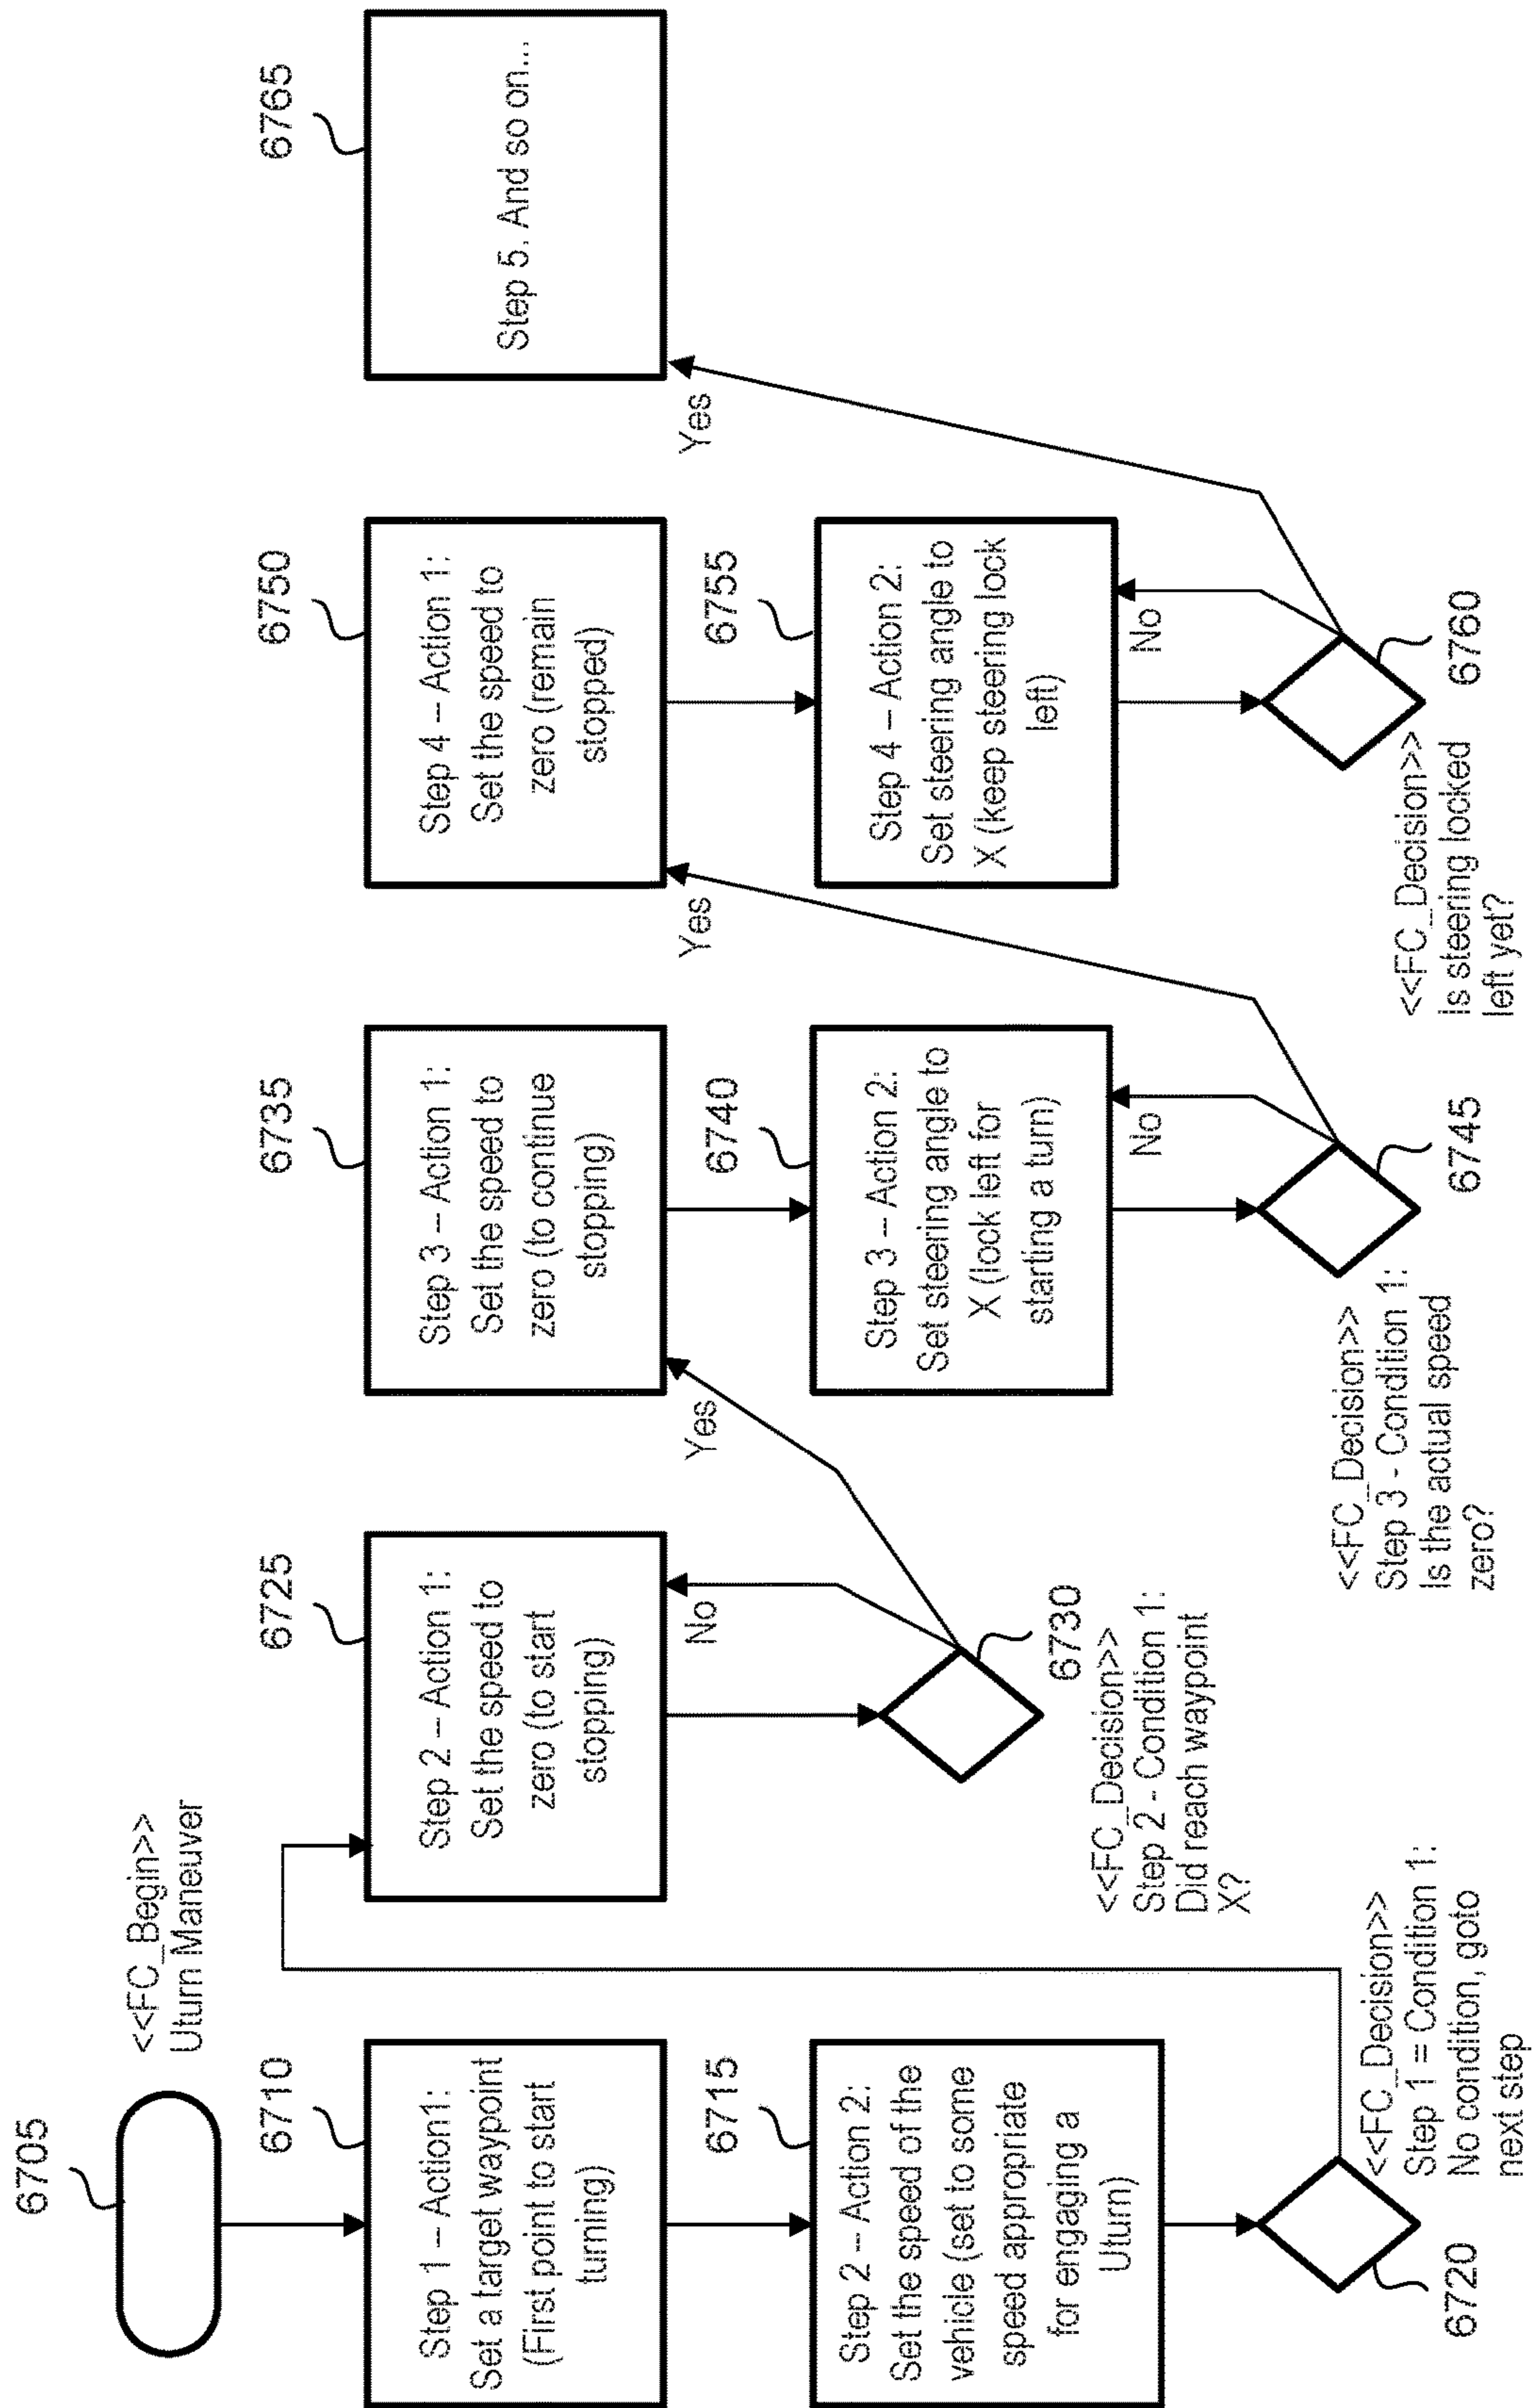 6705
<<FC_Begin>>
Uturn Maneuver
6710
Step 1 – Action1:
Set a target waypoint
(First point to start
turning)
6715
Step 2 – Action 2:
Set the speed of the
vehicle (set to some
speed appropriate
for engaging a
Uturn)
6720
<<FC_Decision>>
Step 1 = Condition 1:
No condition, goto
next step
6725
Step 2 – Action 1:
Set the speed to
zero (to start
stopping)
No
Yes
6730
<<FC_Decision>>
Step 2 - Condition 1:
Did reach waypoint
X?
6735
Step 3 – Action 1:
Set the speed to
zero (to continue
stopping)
6740
Step 3 – Action 2:
Set steering angle to
X (lock left for
starting a turn)
No
Yes
6745
<<FC_Decision>>
Step 3 - Condition 1:
Is the actual speed
zero?
6750
Step 4 – Action 1:
Set the speed to
zero (remain
stopped)
6755
Step 4 – Action 2:
Set steering angle to
X (keep steering lock
left)
No
Yes
6760
<<FC_Decision>>
is steering locked
left yet?
6765
Step 5. And so on...